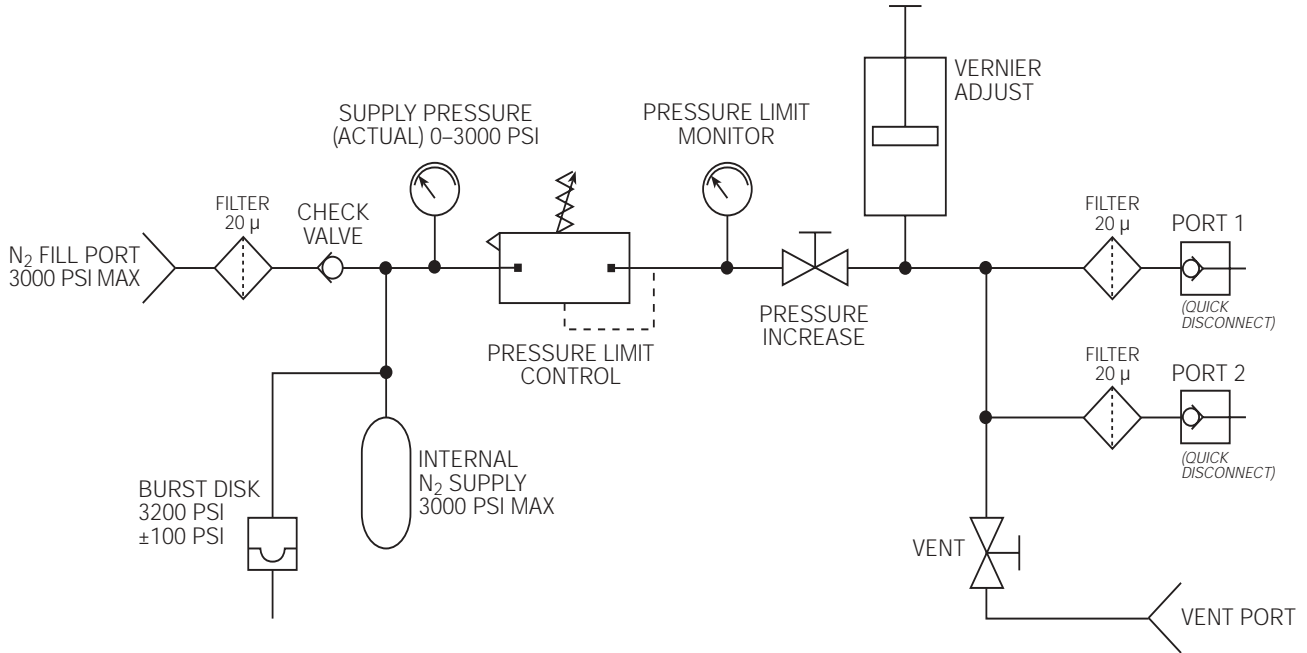 N₂ FILL PORT
3000 PSI MAX
FILTER
20 µ
CHECK
VALVE
SUPPLY PRESSURE
(ACTUAL) 0–3000 PSI
PRESSURE LIMIT
CONTROL
PRESSURE LIMIT
MONITOR
PRESSURE
INCREASE
VERNIER
ADJUST
FILTER
20 µ
PORT 1
(QUICK
DISCONNECT)
FILTER
20 µ
PORT 2
(QUICK
DISCONNECT)
BURST DISK
3200 PSI
±100 PSI
INTERNAL
N₂ SUPPLY
3000 PSI MAX
VENT
VENT PORT